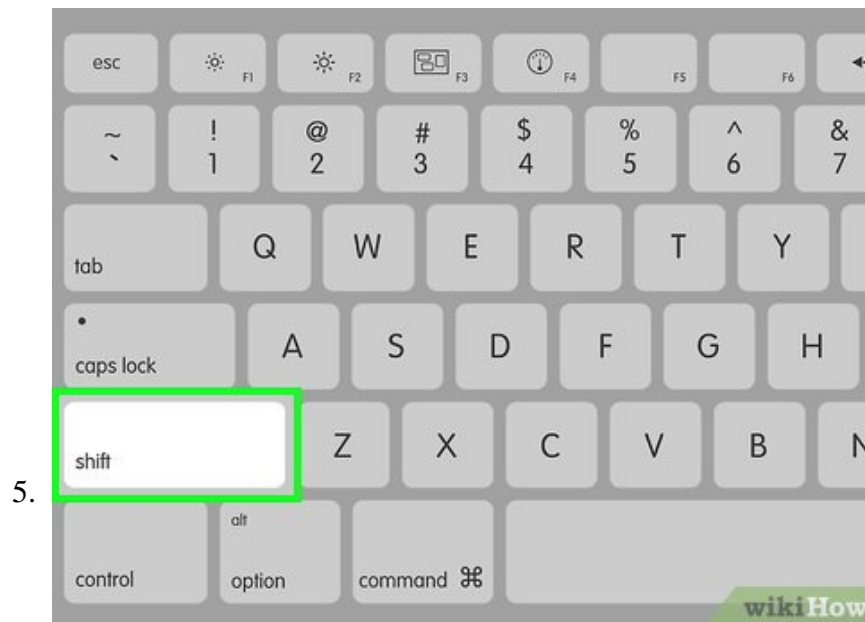 esc F1 F2 F3 F4 F5 F6
~ ! @ # $ % ^ &
` 1 2 3 4 5 6 7
tab Q W E R T Y
caps lock A S D F G H
shift Z X C V B N
5.
alt
control option command ⌘
wikiHow